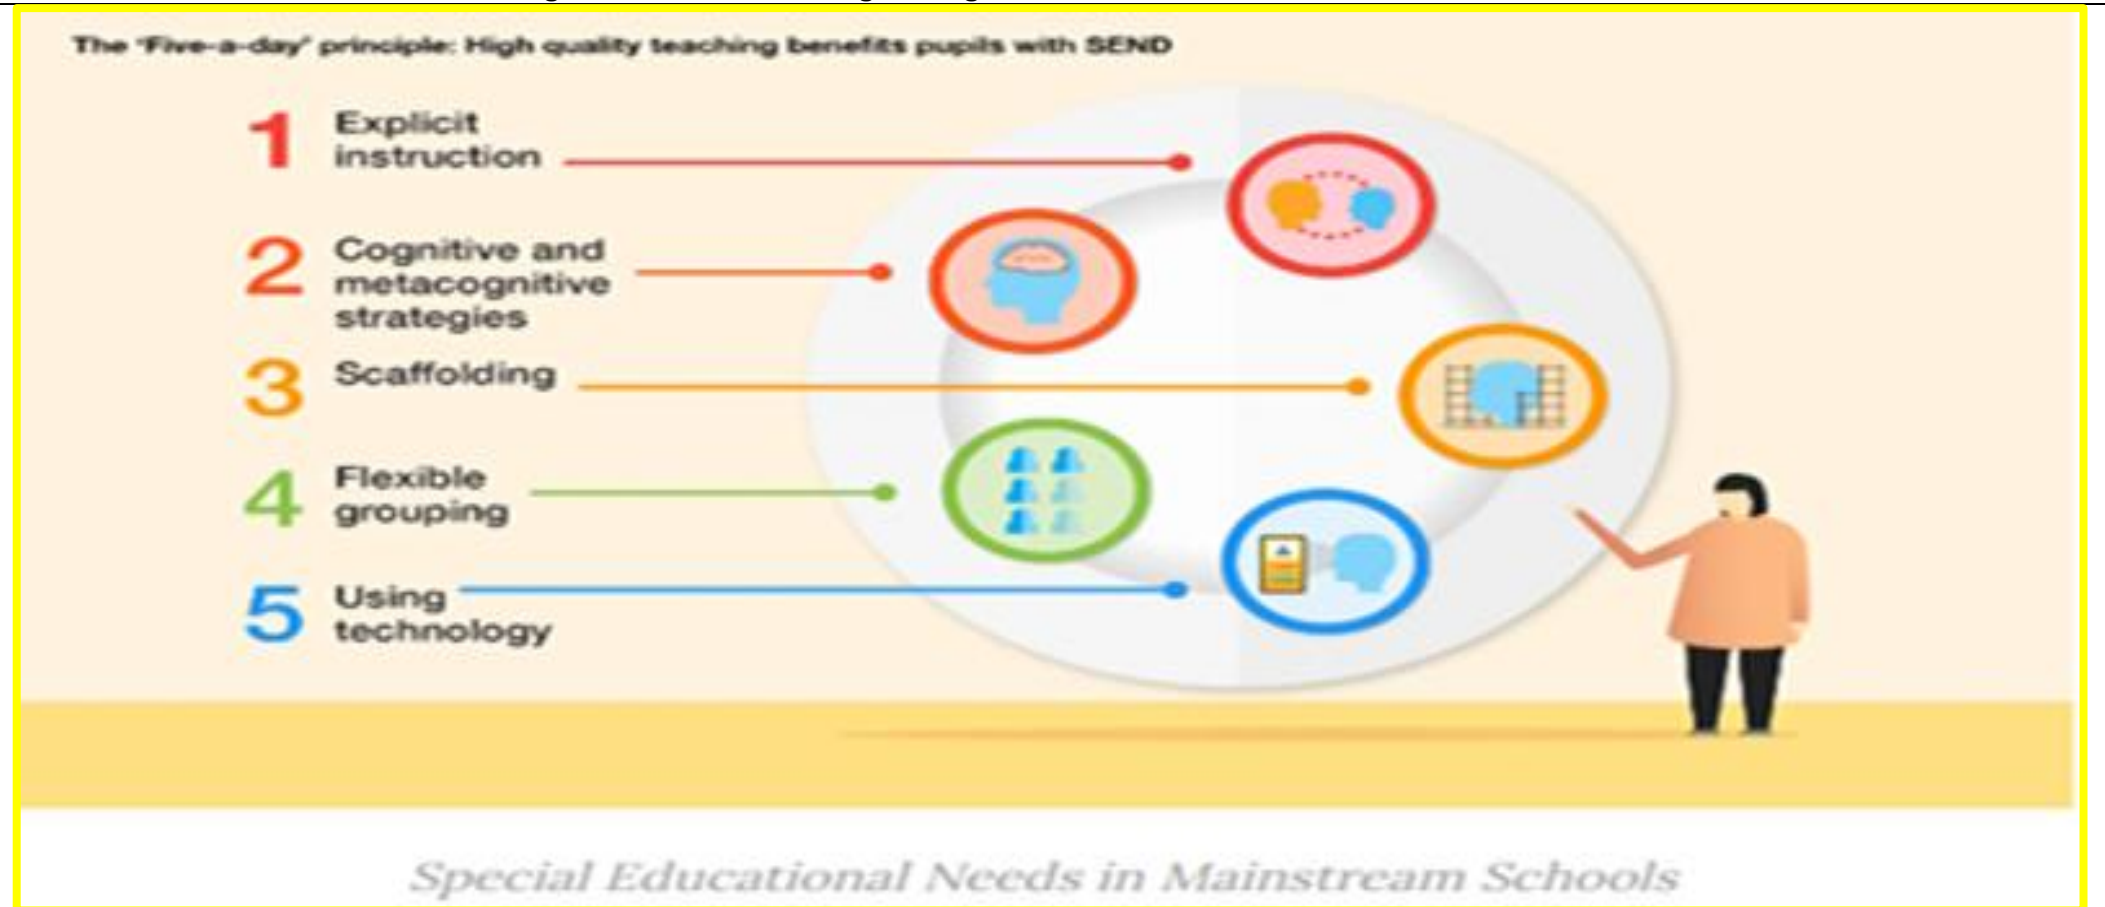 The 'Five-a-day' principle: High quality teaching benefits pupils with SEND
1 Explicit
instruction
2 Cognitive and
metacognitive
strategies
3 Scaffolding
4 Flexible
grouping
5 Using
technology
Special Educational Needs in Mainstream Schools